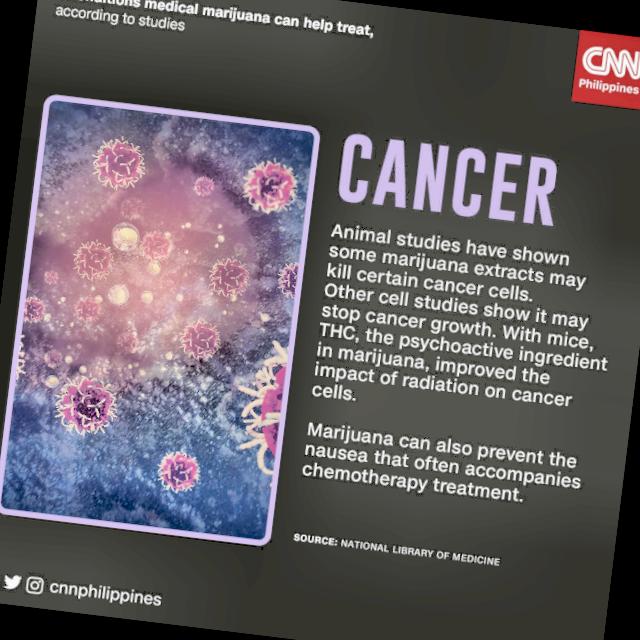 medical marijuana can help treat,
according to studies
CNN
Philippines
CANCER
Animal studies have shown
some marijuana extracts may
kill certain cancer cells.
Other cell studies show it may
stop cancer growth. With mice,
THC, the psychoactive ingredient
in marijuana, improved the
impact of radiation on cancer
cells.
Marijuana can also prevent the
nausea that often accompanies
chemotherapy treatment.
SOURCE: NATIONAL LIBRARY OF MEDICINE
cnnphilippines